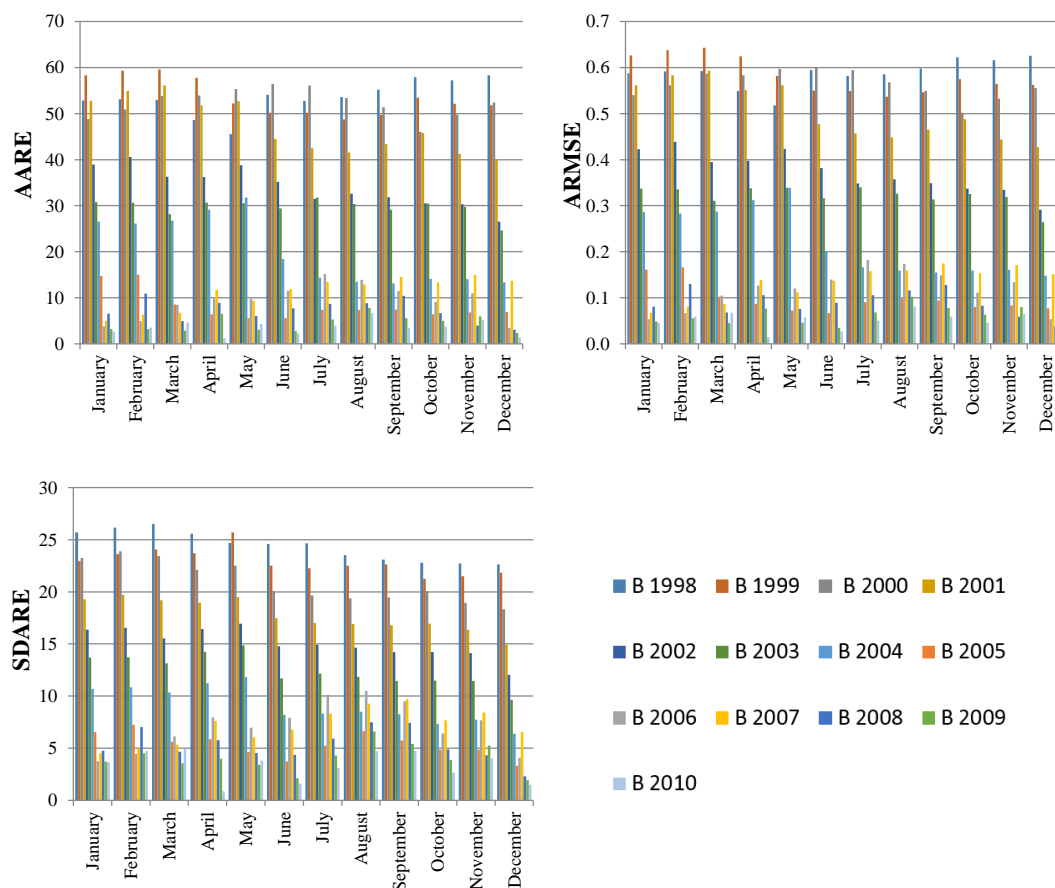 AARE
70
60
50
40
30
20
10
0
January
February
March
April
May
June
July
August
September
October
November
December
ARMSE
0.7
0.6
0.5
0.4
0.3
0.2
0.1
0.0
January
February
March
April
May
June
July
August
September
October
November
December
SDARE
30
25
20
15
10
5
0
January
February
March
April
May
June
July
August
September
October
November
December
B 1998 B 1999 B 2000 B 2001
B 2002 B 2003 B 2004 B 2005
B 2006 B 2007 B 2008 B 2009
B 2010